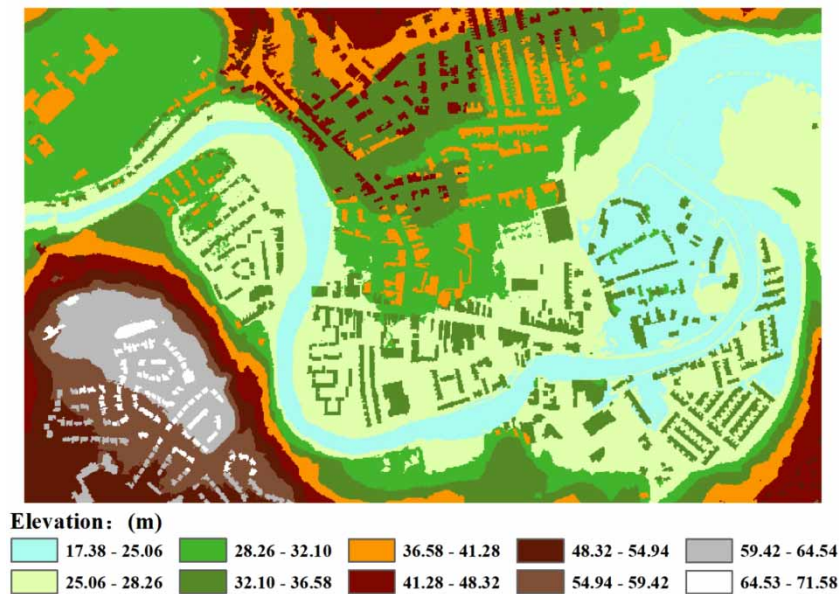 Elevation: (m)
17.38 - 25.06 28.26 - 32.10 36.58 - 41.28 48.32 - 54.94 59.42 - 64.54
25.06 - 28.26 32.10 - 36.58 41.28 - 48.32 54.94 - 59.42 64.53 - 71.58